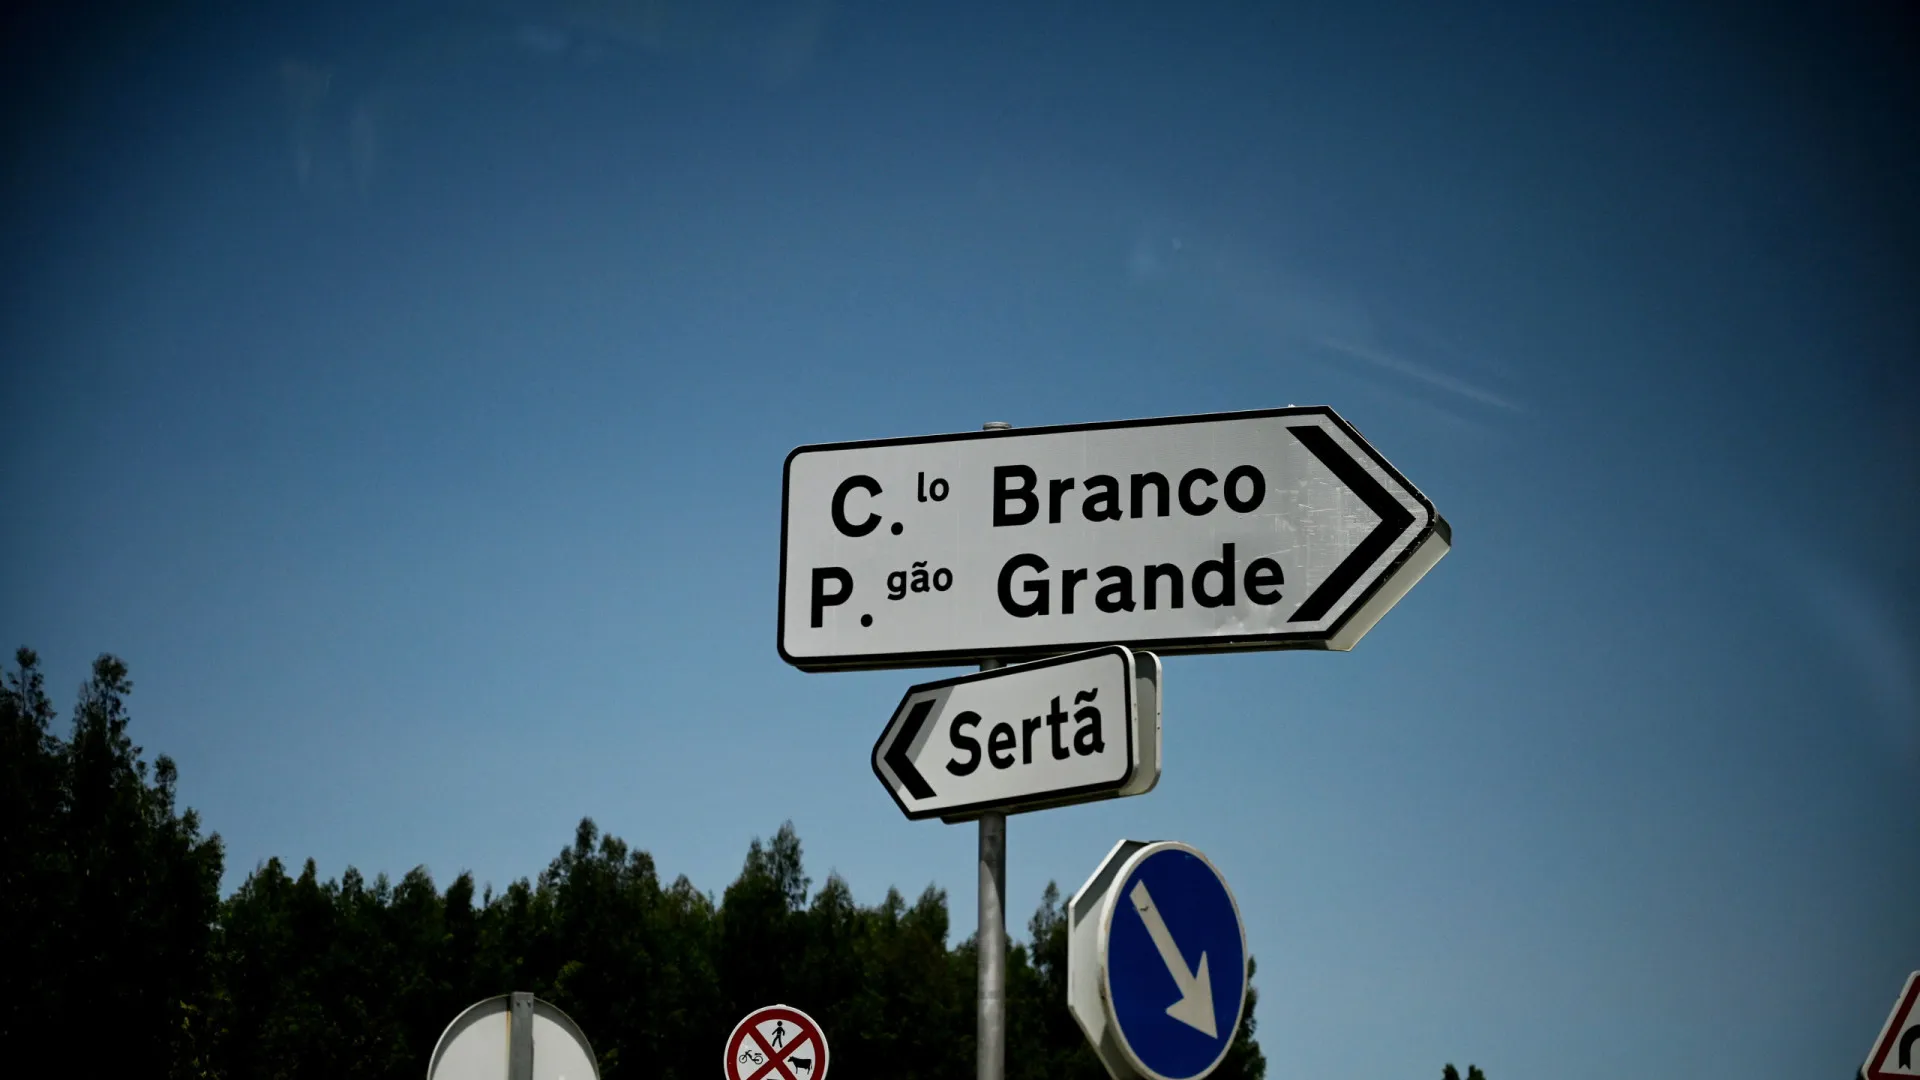 C.lo Branco
P.gão Grande
Sertã